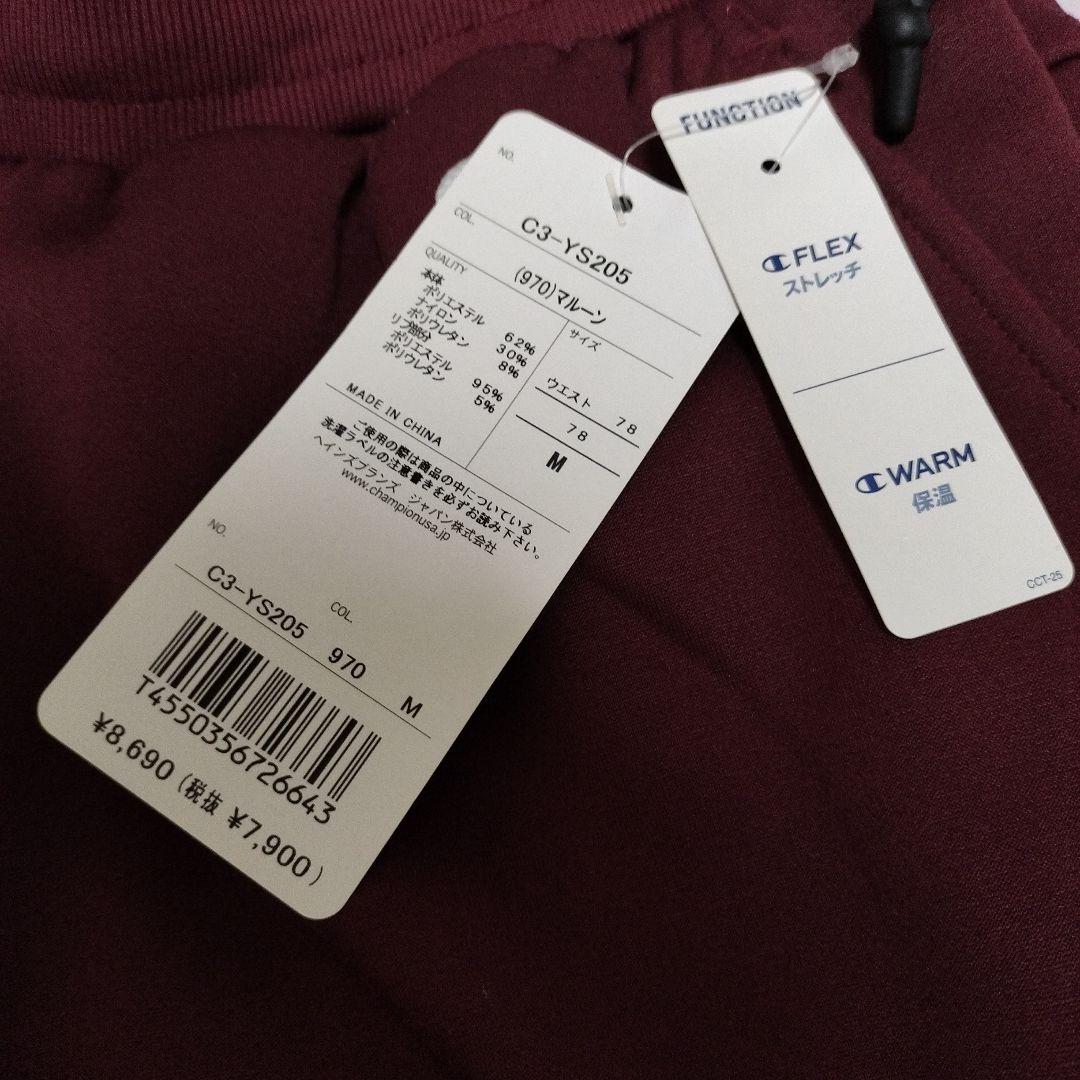 NO.
C3-YS205
COL.
(970)マルーン
QUALITY
本体
ポリエステル 62%
ナイロン 30%
ポリウレタン 8%
リブ部分
ポリエステル 95%
ポリウレタン 5%
サイズ
ウエスト 78
78
M
MADE IN CHINA
ご使用の際は商品の中についている
洗濯ラベルの注意書きを必ずお読み下さい。
ヘインズブランズ ジャパン株式会社
www.championusa.jp
NO.
COL.
C3-YS205 970 M
T4550356726643
¥8,690 (税抜 ¥7,900)
FUNCTION
FLEX
ストレッチ
WARM
保温
CCT-25